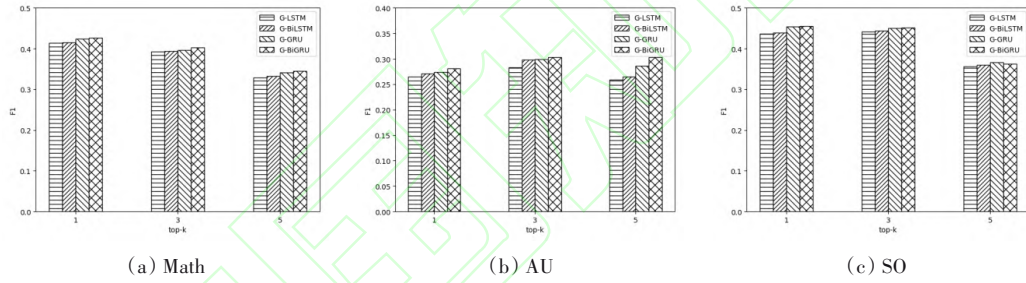 0.5
0.4
0.3
0.2
0.1
0.0
F1
1
3
5
top-k
G-LSTM
G-BiLSTM
G-GRU
G-BiGRU
(a) Math
0.40
0.35
0.30
0.25
0.20
0.15
0.10
0.05
0.00
F1
1
3
5
top-k
G-LSTM
G-BiLSTM
G-GRU
G-BiGRU
(b) AU
0.5
0.4
0.3
0.2
0.1
0.0
F1
1
3
5
top-k
G-LSTM
G-BiLSTM
G-GRU
G-BiGRU
(c) SO